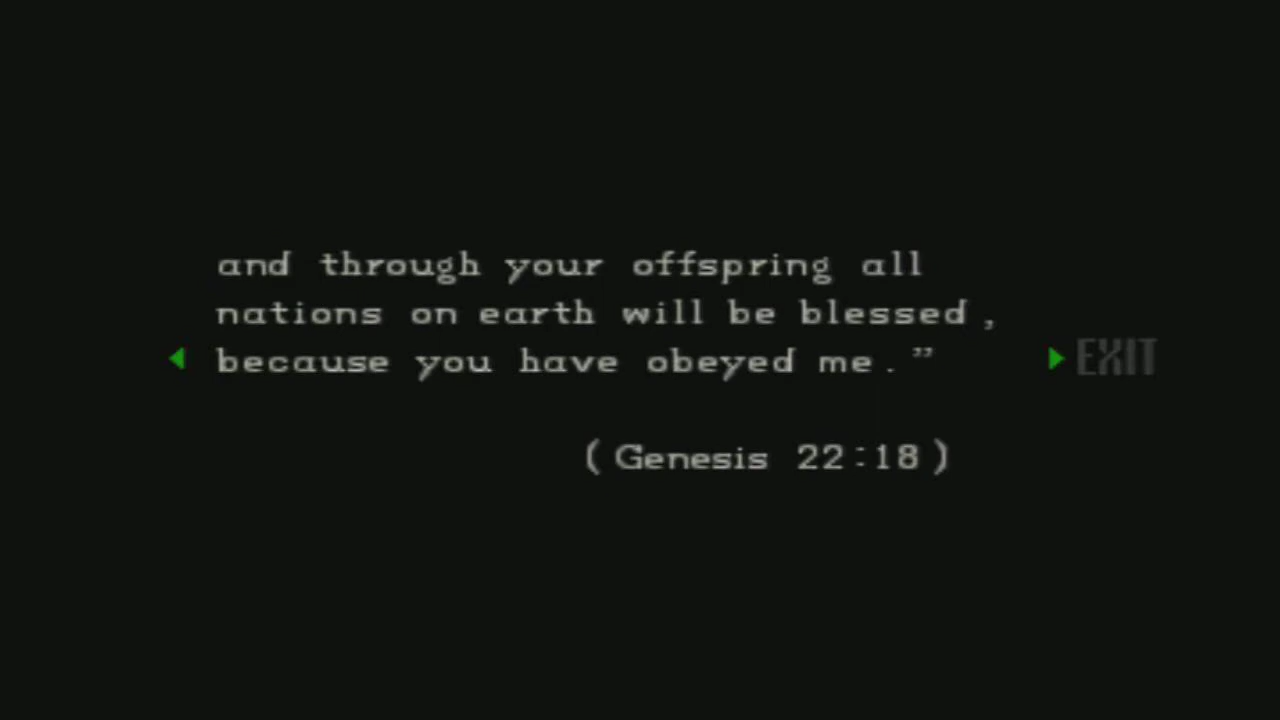 and through your offspring all
nations on earth will be blessed,
because you have obeyed me.”
EXIT
(Genesis 22:18)